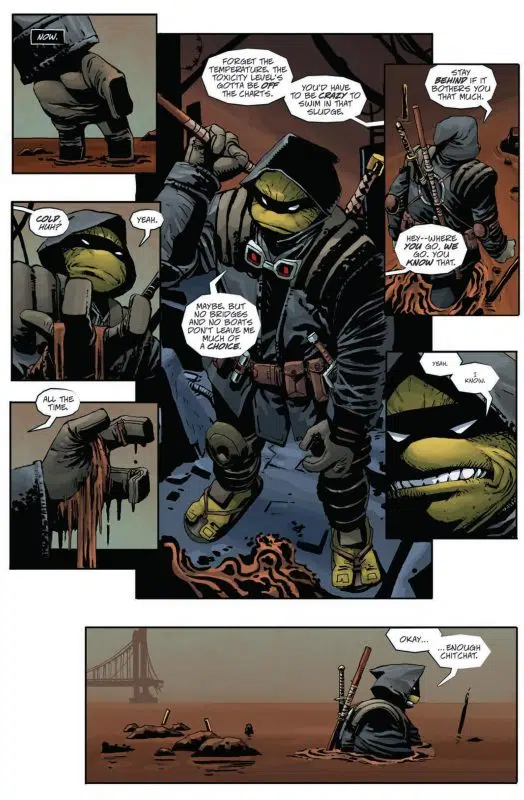 NOW.
COLD,
HUH?
YEAH.
ALL
THE
TIME.
FORGET THE
TEMPERATURE, THE
TOXICITY LEVEL'S
GOTTA BE OFF
THE CHARTS.
YOU'D HAVE
TO BE CRAZY TO
SWIM IN THAT
SLUDGE.
MAYBE, BUT
NO BRIDGES
AND NO BOATS
DON'T LEAVE ME
MUCH OF
A CHOICE.
STAY
BEHIND IF IT
BOTHERS YOU
THAT MUCH.
HEY--WHERE
YOU GO, WE
GO. YOU
KNOW THAT.
YEAH.
I
KNOW.
OKAY...
...ENOUGH
CHITCHAT.